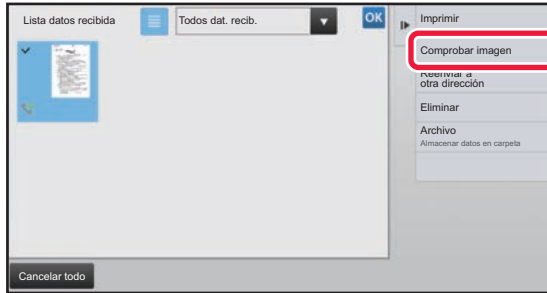 Lista datos recibida
Todos dat. recib.
OK
Imprimir
Comprobar imagen
Reenviar a
otra dirección
Eliminar
Archivo
Almacenar datos en carpeta
Cancelar todo